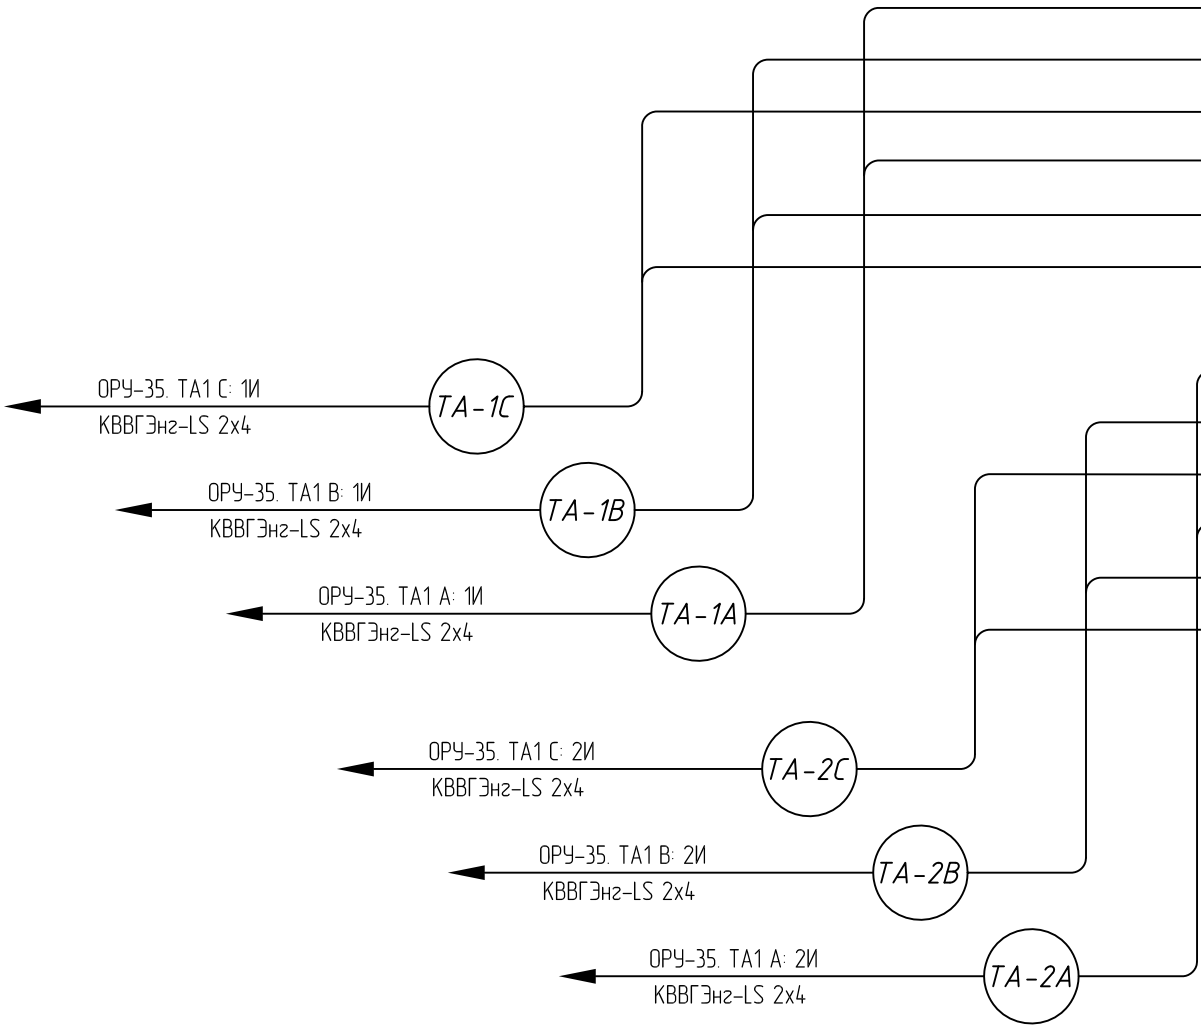 ОРУ-35. ТА1 С: 1И
ТА-1С
КВВГЭнг-LS 2х4
ОРУ-35. ТА1 В: 1И
ТА-1В
КВВГЭнг-LS 2х4
ОРУ-35. ТА1 А: 1И
ТА-1А
КВВГЭнг-LS 2х4
ОРУ-35. ТА1 С: 2И
ТА-2С
КВВГЭнг-LS 2х4
ОРУ-35. ТА1 В: 2И
ТА-2В
КВВГЭнг-LS 2х4
ОРУ-35. ТА1 А: 2И
ТА-2А
КВВГЭнг-LS 2х4